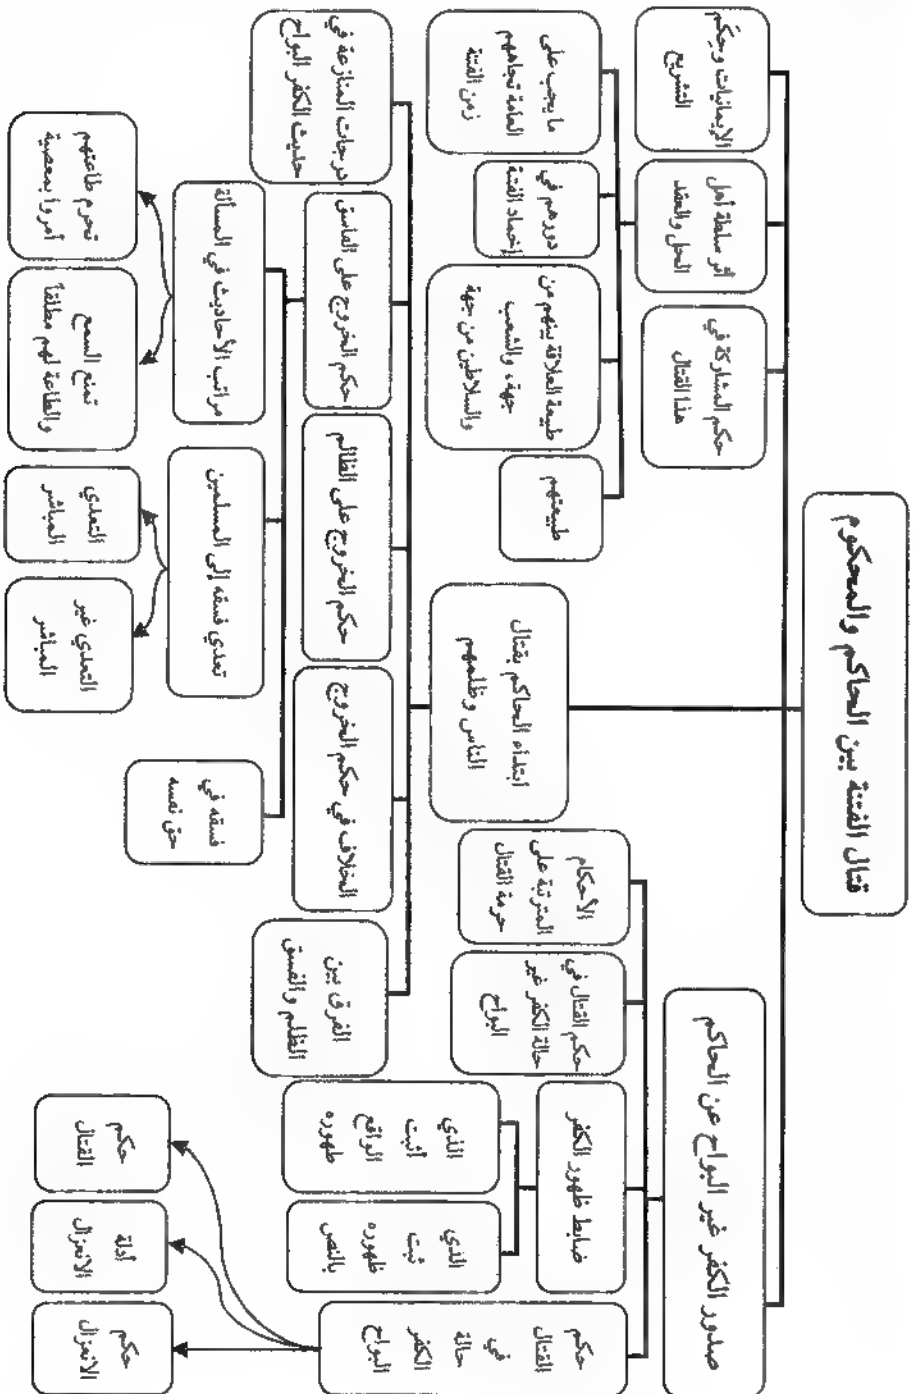 قتال الفتنة بين الحاكم والمحكوم
صدور الكفر غير البواح عن الحاكم
الأحكام
المترتبة على
حرمة القتال
حكم القتال في
حالة الكفر غير
البواح
ضابط ظهور الكفر
الذي
أثبت
الواقع
ظهوره
الذي
ثبت
ظهوره
بالنص
حكم
القتال
في
حالة
الكفر
البواح
حكم
القتال
أدلة
الانعزال
حكم
الانعزال
ابتداء الحاكم بقتال
الناس وظلمهم
الفرق بين
الظلم والفسق
الخلاف في حكم الخروج
حكم الخروج على الظالم
حكم الخروج على الفاسق
درجات المنازعة في
حديث الكفر البواح
فسقه في
حق نفسه
تعدي فسقه إلى المسلمين
التعدي غير
المباشر
التعدي
المباشر
مراتب الأحاديث في المسألة
تمنع السمع
والطاعة لهم مطلقاً
تحرم طاعتهم
أمروا بمعصية
حكم المشاركة في
هذا القتال
أثر سلطة أهل
الحل والعقد
طبيعتهم
طبيعة العلاقة بينهم من
جهة، والشعب
والسلاطين من جهة
دورهم في
إخماد الفتنة
ما يجب على
العامة تجاههم
زمن الفتنة
الإيمانيات وحِكَم
التشريع